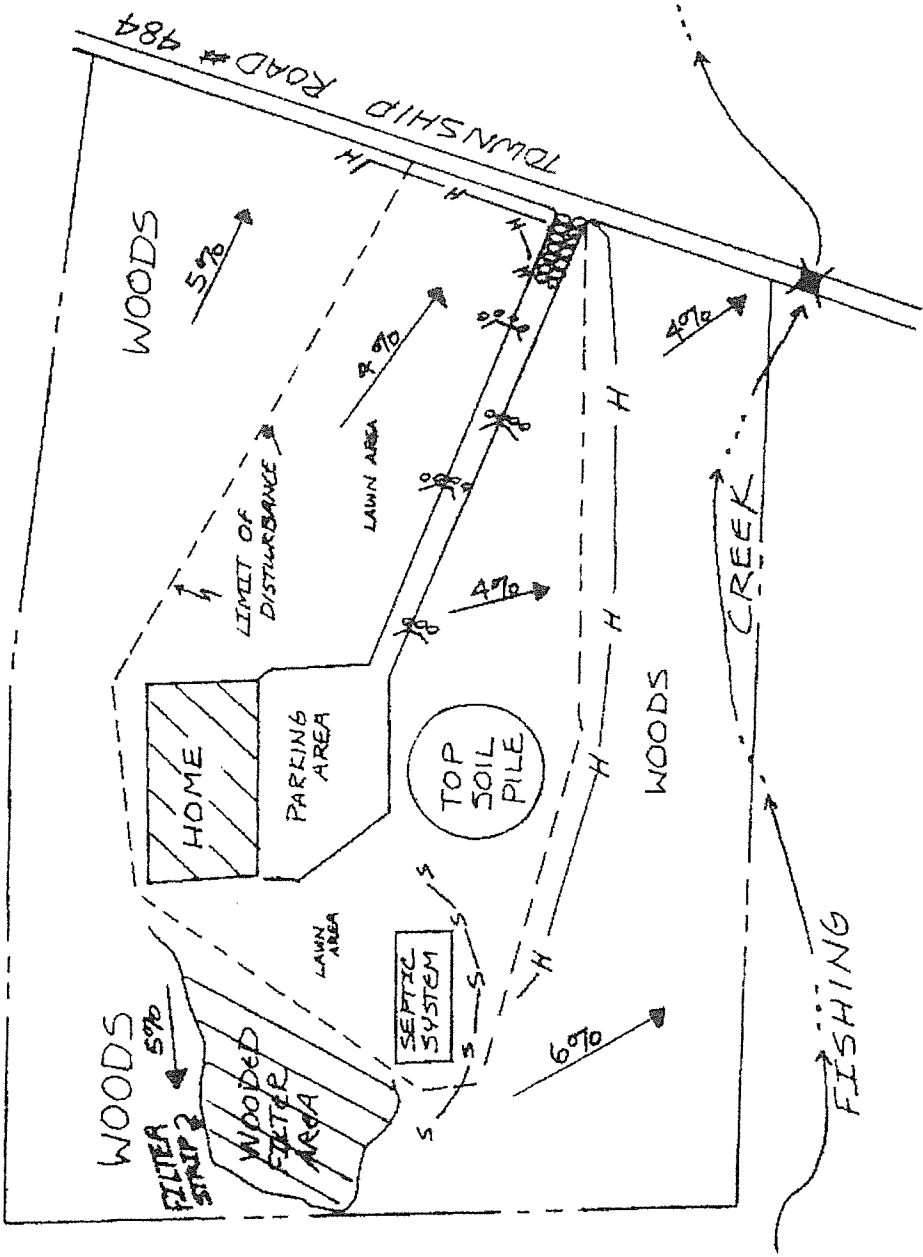 TOWNSHIP ROAD # 484
WOODS
5%
H
H
H
H
4%
LAWN AREA
LIMIT OF
DISTURBANCE
4%
4%
H
H
H
H
HOME
PARKING
AREA
TOP
SOIL
PILE
WOODS
LAWN
AREA
SEPTIC
SYSTEM
S
S
S
S
S
6%
WOODS
5%
FILTER
STRIP
WOODED
FILTER
AREA
FISHING
CREEK